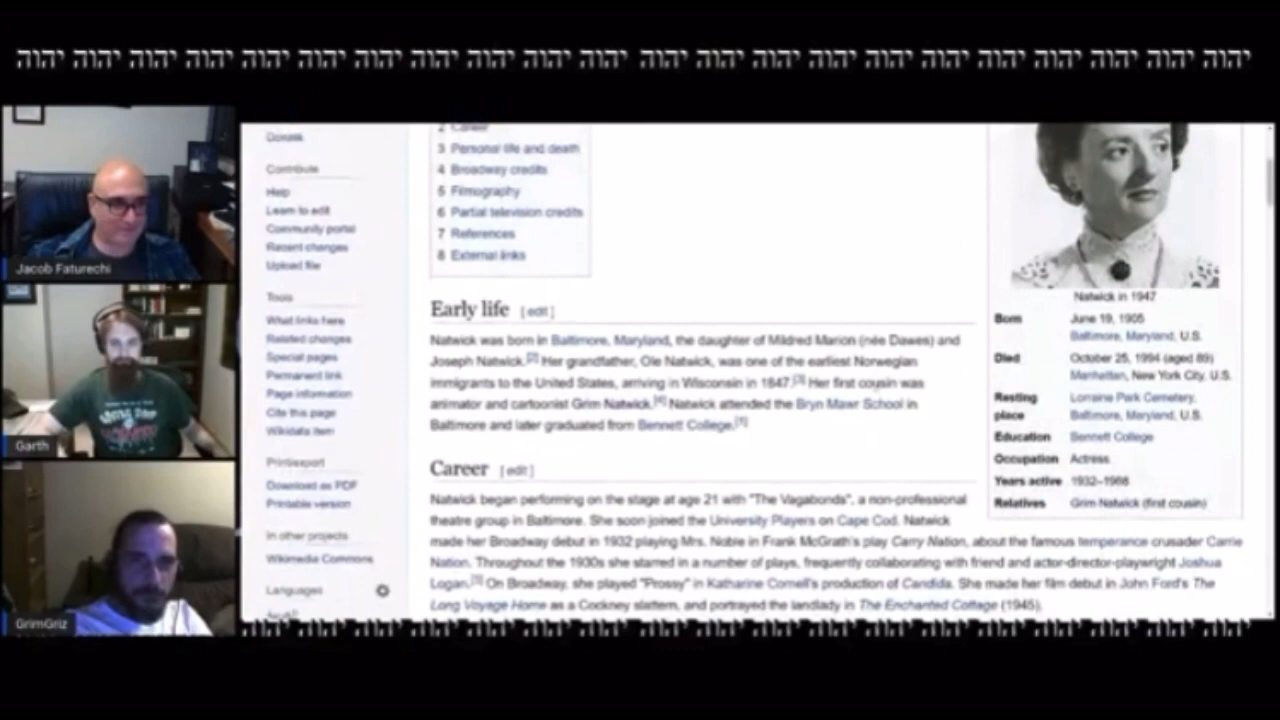 יהוה יהוה יהוה יהוה יהוה יהוה יהוה יהוה יהוה יהוה יהוה יהוה יהוה יהוה יהוה יהוה יהוה יהוה יהוה יהוה יהוה יהוה
Jacob Faturechi
Garth
GrimGriz
Donate
Contribute
Help
Learn to edit
Community portal
Recent changes
Upload file
Tools
What links here
Related changes
Special pages
Permanent link
Page information
Cite this page
Wikidata item
Print/export
Download as PDF
Printable version
In other projects
Wikimedia Commons
Languages
2 Career
3 Personal life and death
4 Broadway credits
5 Filmography
6 Partial television credits
7 References
8 External links
Early life [ edit ]
Natwick was born in Baltimore, Maryland, the daughter of Mildred Marion (née Dawes) and
Joseph Natwick.[2] Her grandfather, Ole Natwick, was one of the earliest Norwegian
immigrants to the United States, arriving in Wisconsin in 1847.[3] Her first cousin was
animator and cartoonist Grim Natwick.[4] Natwick attended the Bryn Mawr School in
Baltimore and later graduated from Bennett College.[1]
Career [ edit ]
Natwick began performing on the stage at age 21 with "The Vagabonds", a non-professional
theatre group in Baltimore. She soon joined the University Players on Cape Cod. Natwick
made her Broadway debut in 1932 playing Mrs. Noble in Frank McGrath's play Carry Nation, about the famous temperance crusader Carrie
Nation. Throughout the 1930s she starred in a number of plays, frequently collaborating with friend and actor-director-playwright Joshua
Logan.[5] On Broadway, she played "Prossy" in Katharine Cornell's production of Candida. She made her film debut in John Ford's The
Long Voyage Home as a Cockney slattern, and portrayed the landlady in The Enchanted Cottage (1945).
Natwick in 1947
Born June 19, 1905
Baltimore, Maryland, U.S.
Died October 25, 1994 (aged 89)
Manhattan, New York City, U.S.
Resting place Lorraine Park Cemetery,
Baltimore, Maryland, U.S.
Education Bennett College
Occupation Actress
Years active 1932–1988
Relatives Grim Natwick (first cousin)